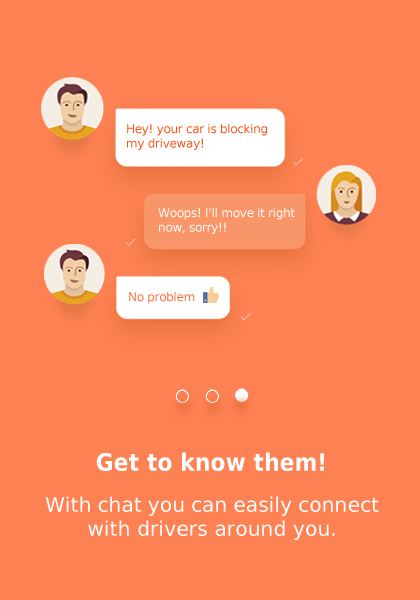 Hey! your car is blocking
my driveway!
Woops! I'll move it right
now, sorry!!
No problem
Get to know them!
With chat you can easily connect
with drivers around you.